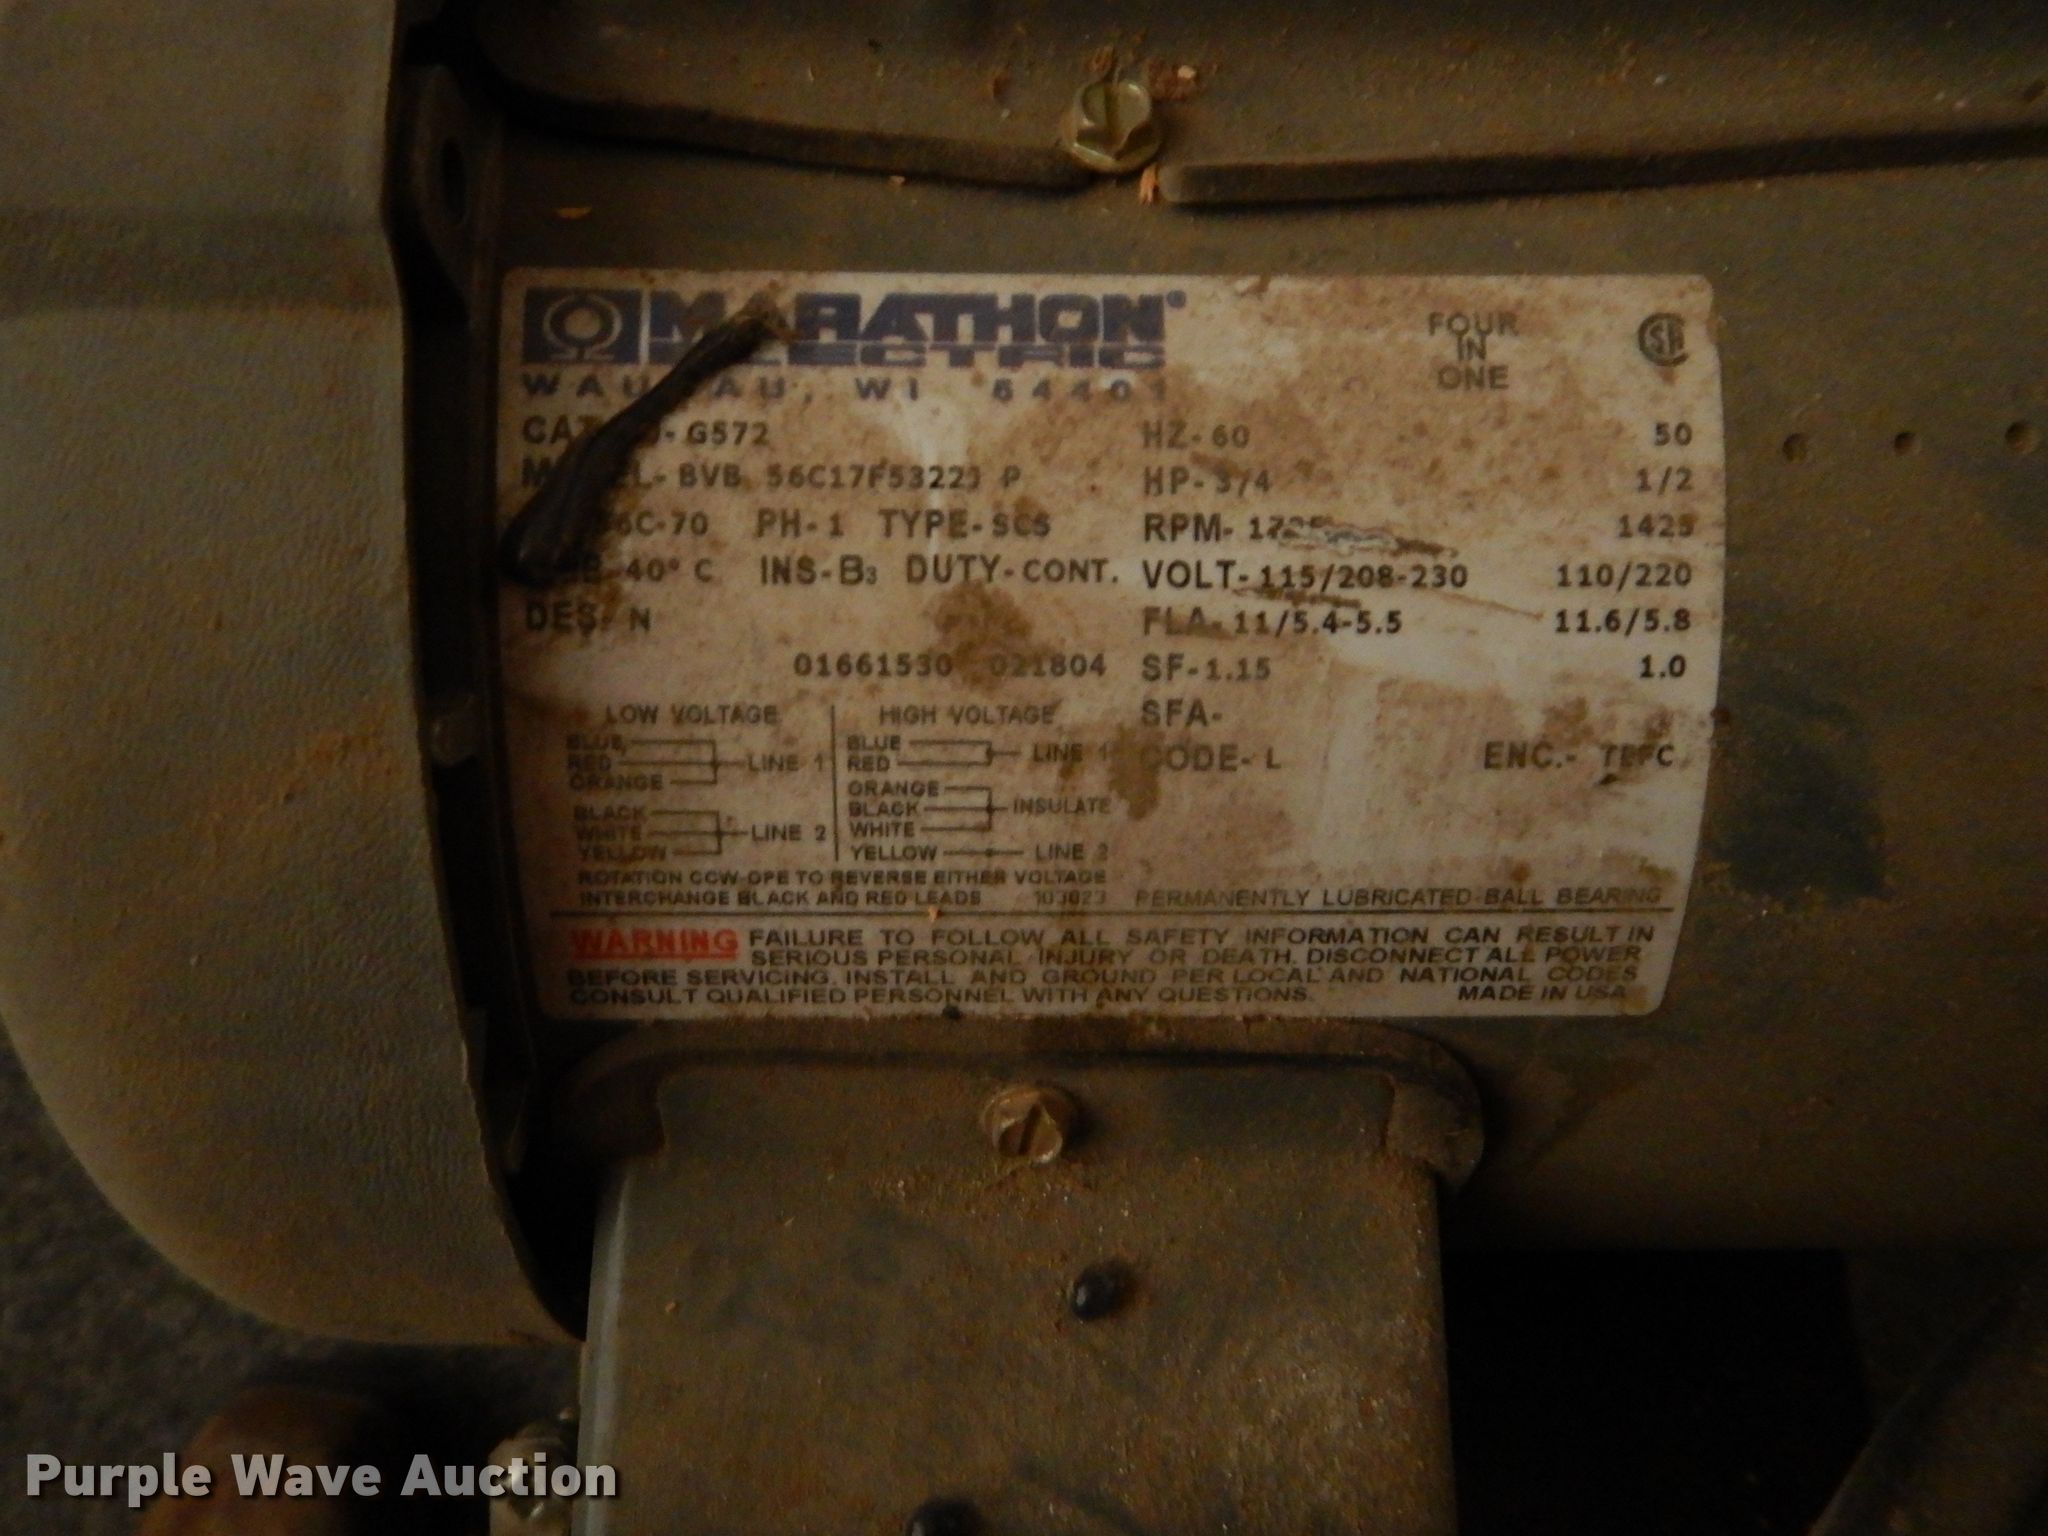 MARATHON®
ELECTRIC
WAUSAU, WI 54401
FOUR
IN
ONE
CSA
G572
HZ-60 50
BVB 56C17F5322 P
HP-3/4 1/2
56C-70 PH-1 TYPE-SCS
RPM- 1425
40° C INS-B3 DUTY-CONT.
VOLT-115/208-230 110/220
DES- N
FLA-11/5.4-5.5 11.6/5.8
01661530 021804
SF-1.15 1.0
SFA-
CODE-L ENC.- TEFC
LOW VOLTAGE
BLUE
RED
ORANGE
LINE 1
BLACK
WHITE
YELLOW
LINE 2
HIGH VOLTAGE
BLUE
RED
LINE 1
ORANGE
BLACK
WHITE
INSULATE
YELLOW
LINE 2
ROTATION CCW-OPE TO REVERSE EITHER VOLTAGE
INTERCHANGE BLACK AND RED LEADS
PERMANENTLY LUBRICATED BALL BEARING
WARNING FAILURE TO FOLLOW ALL SAFETY INFORMATION CAN RESULT IN
SERIOUS PERSONAL INJURY OR DEATH. DISCONNECT ALL POWER
BEFORE SERVICING. INSTALL AND GROUND PER LOCAL AND NATIONAL CODES
CONSULT QUALIFIED PERSONNEL WITH ANY QUESTIONS. MADE IN USA
Purple Wave Auction